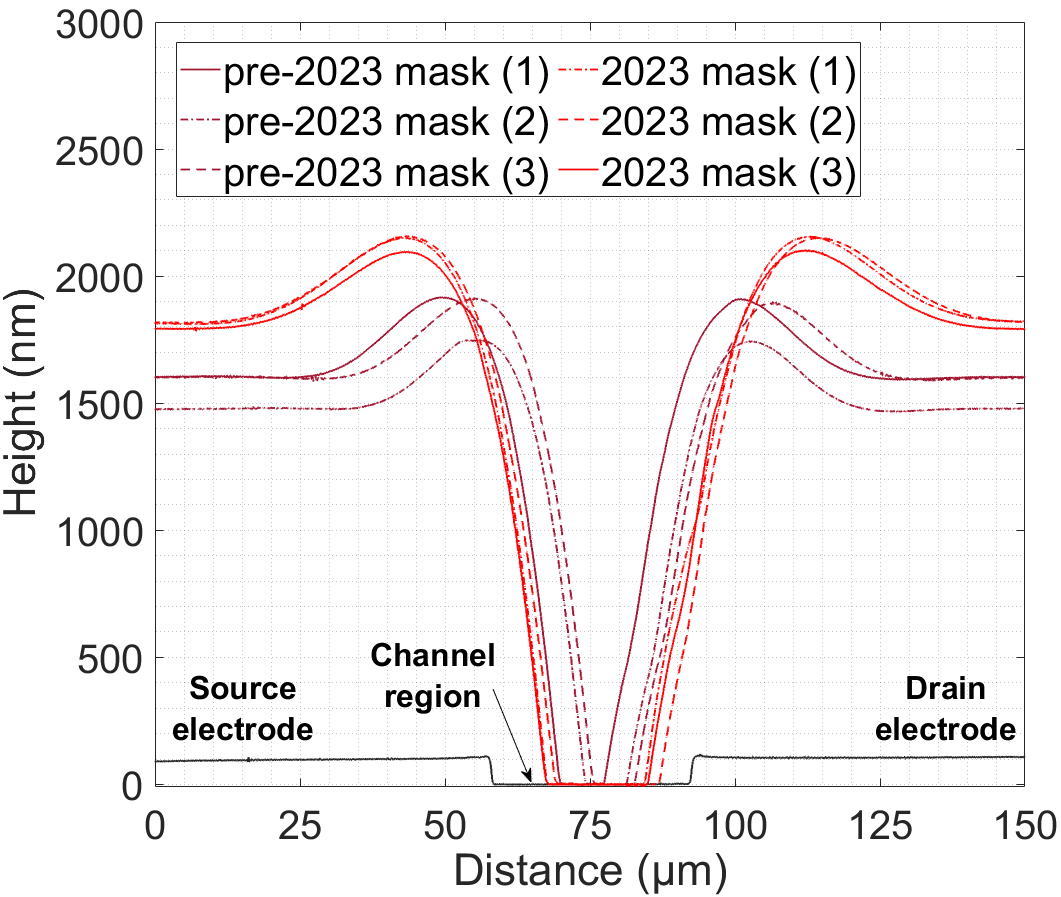 3000
2500
2000
1500
1000
500
0
Height (nm)
pre-2023 mask (1)
pre-2023 mask (2)
pre-2023 mask (3)
2023 mask (1)
2023 mask (2)
2023 mask (3)
Source
electrode
Channel
region
Drain
electrode
0 25 50 75 100 125 150
Distance (µm)